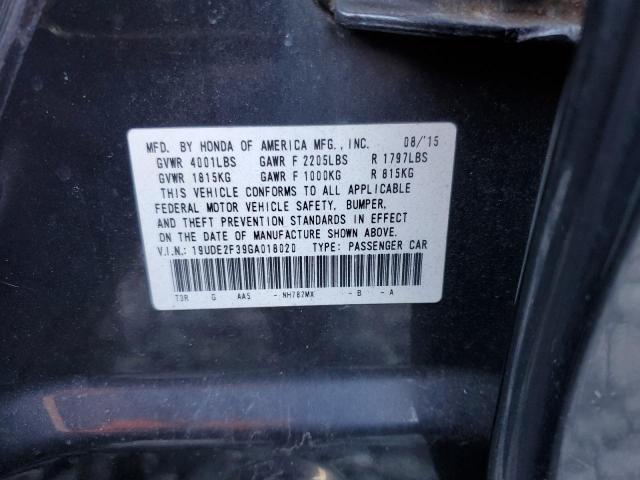 MFD. BY HONDA OF AMERICA MFG., INC. 08/'15
GVWR 4001LBS GAWR F 2205LBS R 1797LBS
GVWR 1815KG GAWR F 1000KG R 815KG
THIS VEHICLE CONFORMS TO ALL APPLICABLE
FEDERAL MOTOR VEHICLE SAFETY, BUMPER,
AND THEFT PREVENTION STANDARDS IN EFFECT
ON THE DATE OF MANUFACTURE SHOWN ABOVE.
V.I.N.: 19UDE2F39GA018020 TYPE: PASSENGER CAR
T3R G AA5 - NH782MX - B - A